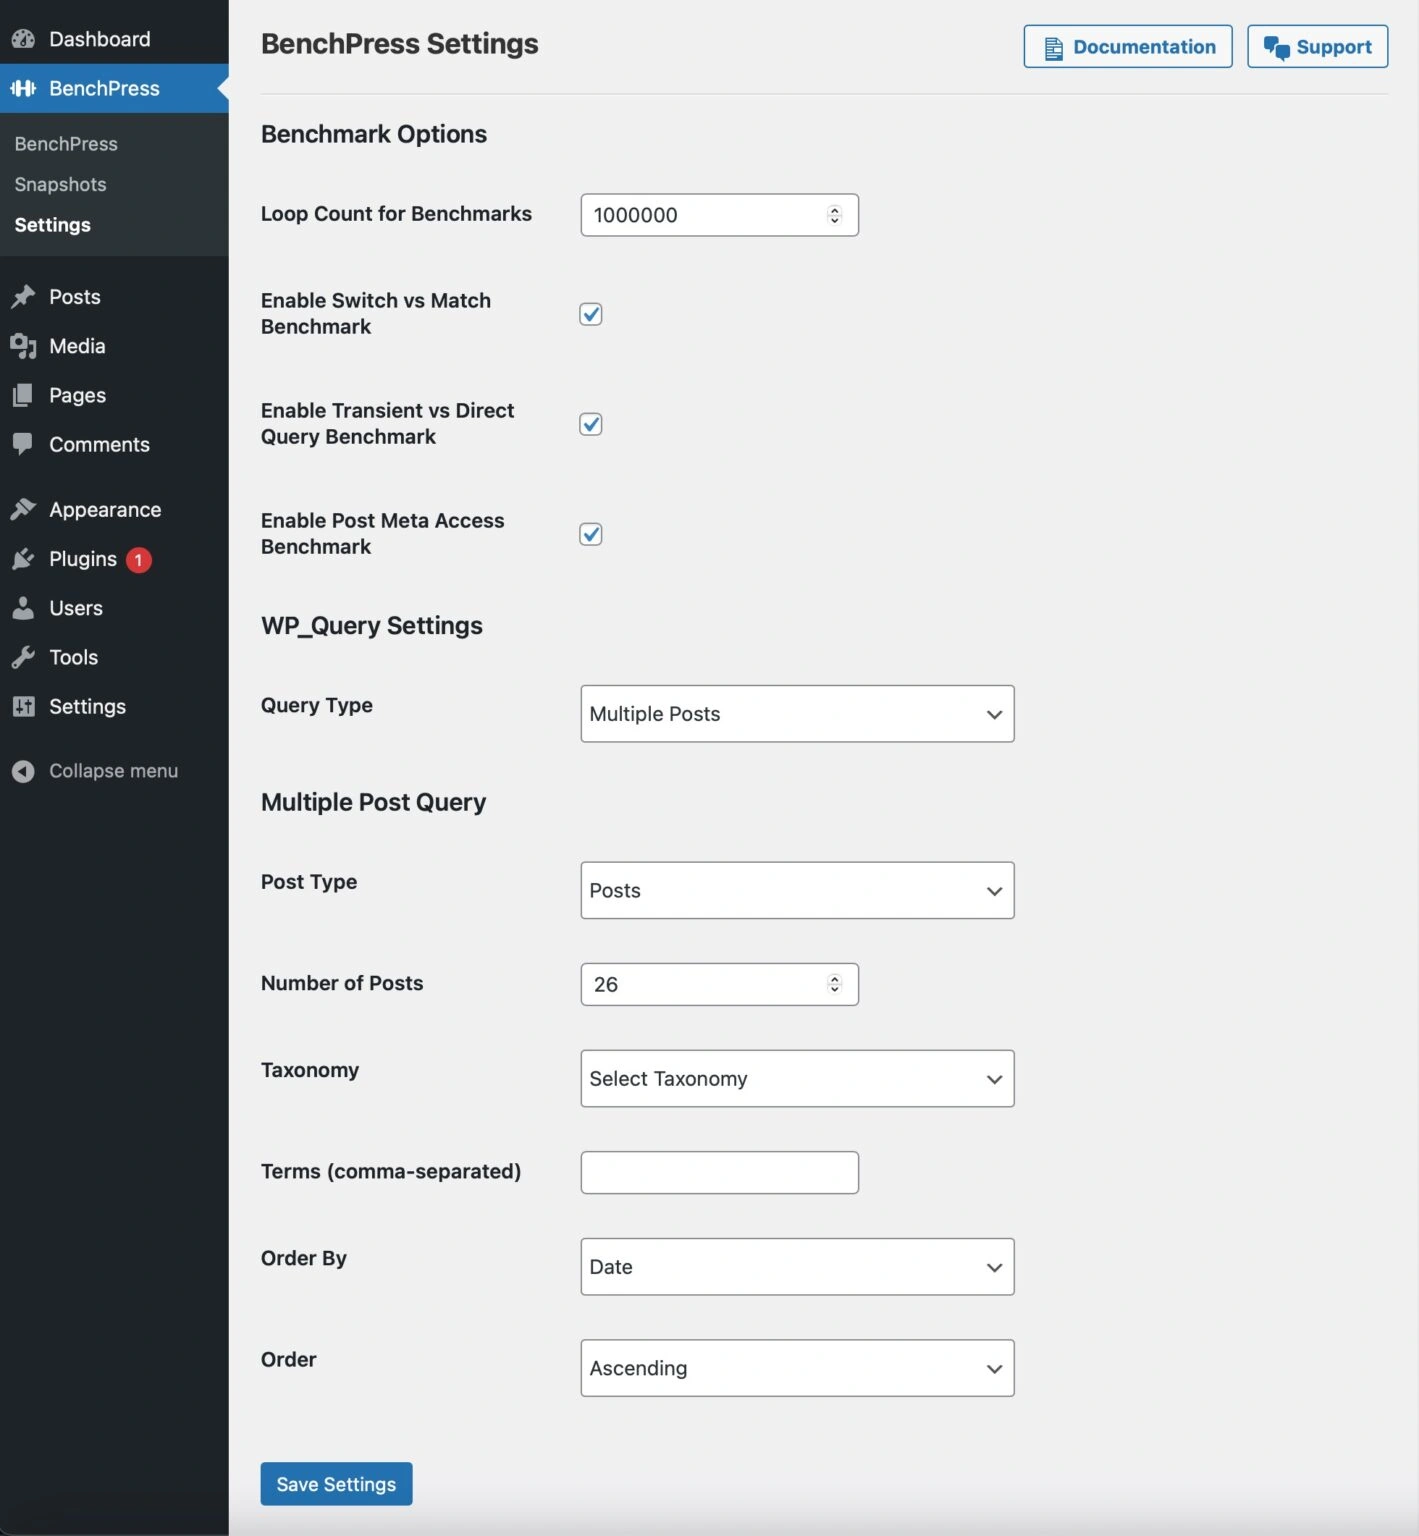 Dashboard
BenchPress
BenchPress
Snapshots
Settings
Posts
Media
Pages
Comments
Appearance
Plugins 1
Users
Tools
Settings
Collapse menu
BenchPress Settings
Documentation
Support
Benchmark Options
Loop Count for Benchmarks
1000000
Enable Switch vs Match
Benchmark
Enable Transient vs Direct
Query Benchmark
Enable Post Meta Access
Benchmark
WP_Query Settings
Query Type
Multiple Posts
Multiple Post Query
Post Type
Posts
Number of Posts
26
Taxonomy
Select Taxonomy
Terms (comma-separated)
Order By
Date
Order
Ascending
Save Settings